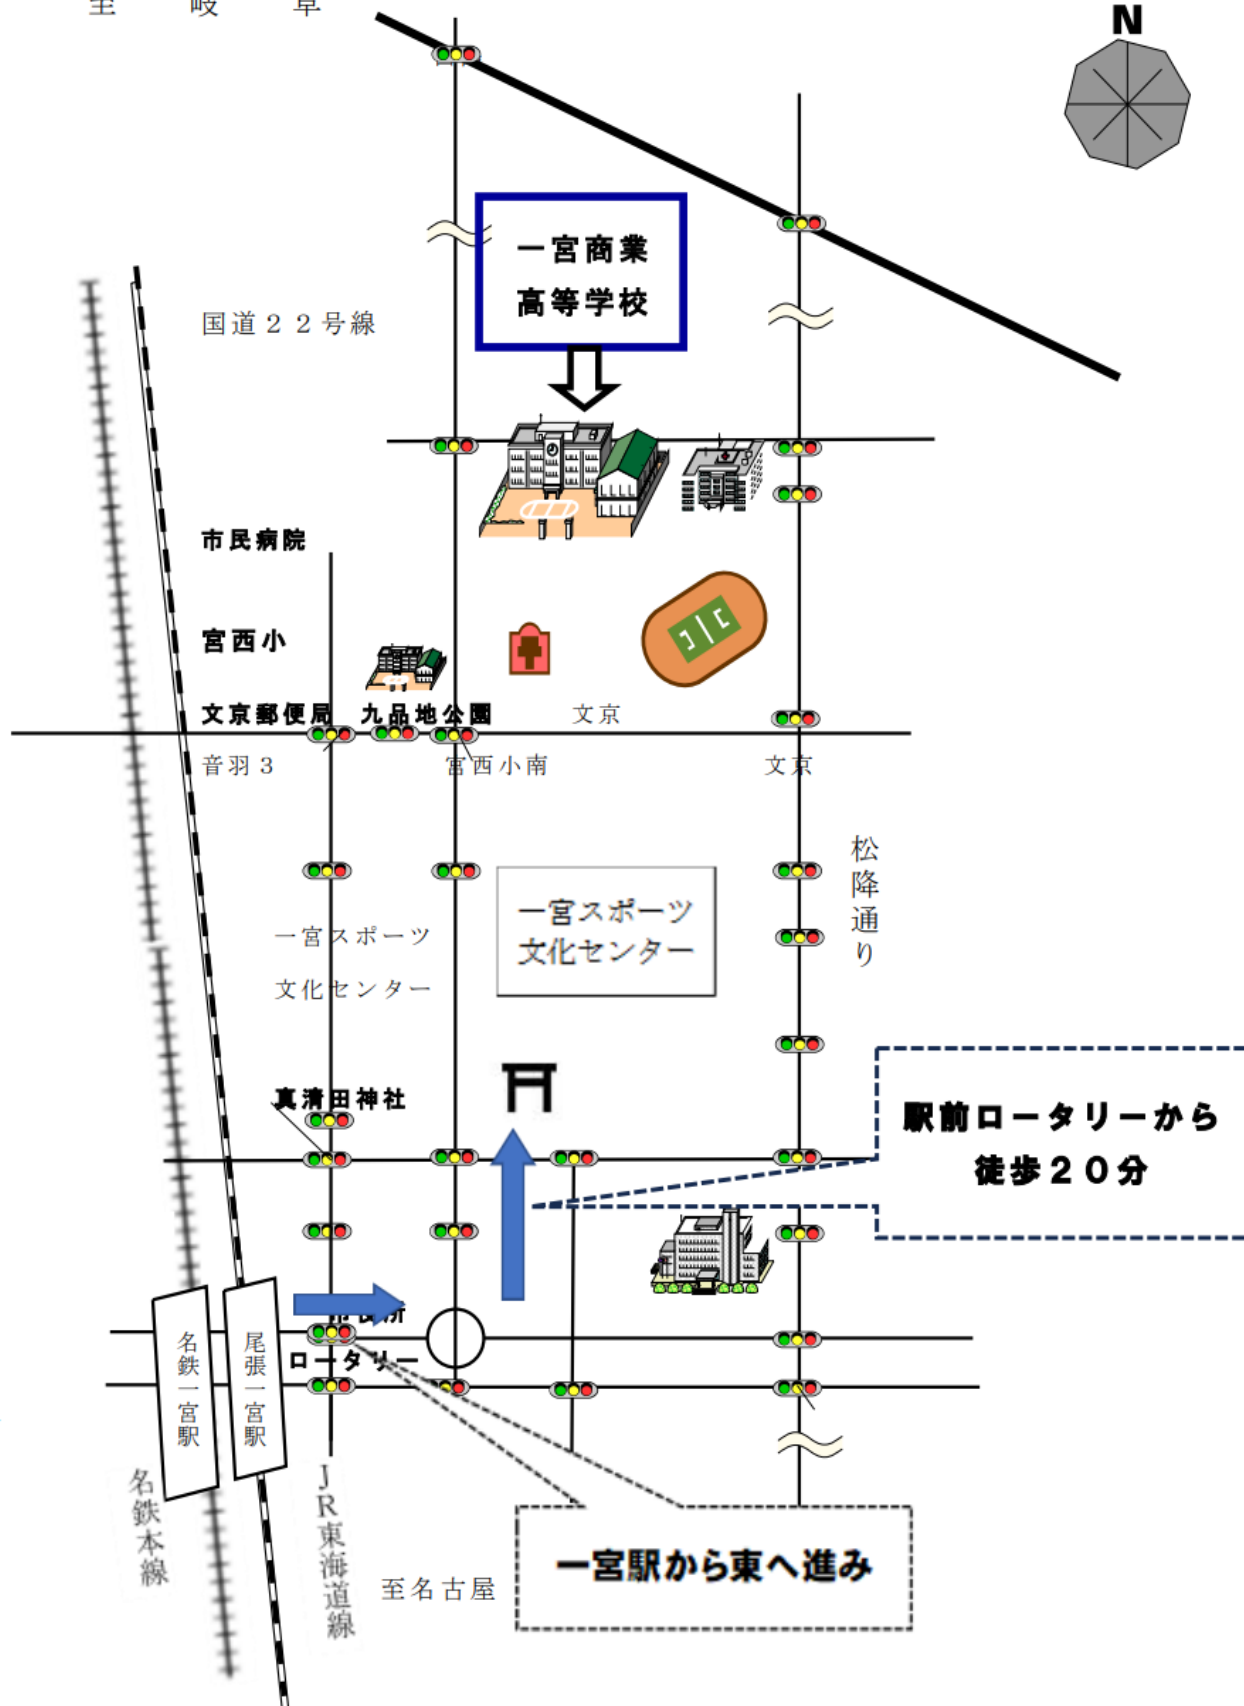 至 岐 阜
N
一宮商業
高等学校
国道22号線
市民病院
宮西小
文京郵便局
九品地公園
文京
音羽3
宮西小南
文京
松降通り
一宮スポーツ
文化センター
一宮スポーツ
文化センター
真清田神社
駅前ロータリーから
徒歩20分
市役所
ロータリー
名鉄一宮駅
尾張一宮駅
名鉄本線
JR東海道線
至名古屋
一宮駅から東へ進み